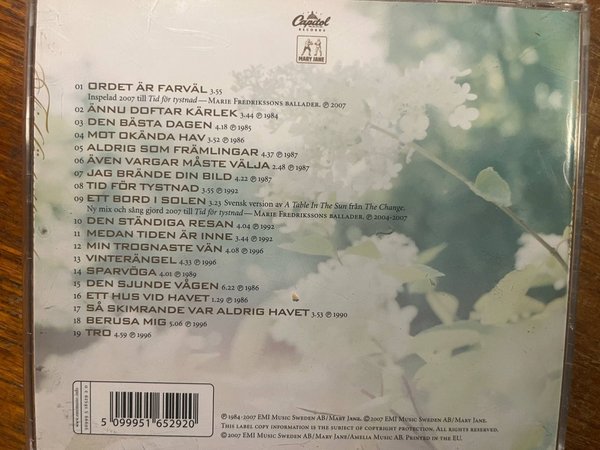 Capitol
RECORDS
MARY JANE
01 ORDET ÄR FARVÄL 3:55
Inspelad 2007 till Tid för tystnad — MARIE FREDRIKSSONS BALLADER. ℗ 2007
02 ÄNNU DOFTAR KÄRLEK 3:44 ℗ 1984
03 DEN BÄSTA DAGEN 4.18 ℗ 1985
04 MOT OKÄNDA HAV 3.52 ℗ 1986
05 ALDRIG SOM FRÄMLINGAR 4.37 ℗ 1987
06 ÄVEN VARGAR MÅSTE VÄLJA 2.48 ℗ 1987
07 JAG BRÄNDE DIN BILD 4.22 ℗ 1987
08 TID FÖR TYSTNAD 3.55 ℗ 1992
09 ETT BORD I SOLEN 3.23 Svensk version av A Table In The Sun från The Change.
Ny mix och sång gjord 2007 till Tid för tystnad — MARIE FREDRIKSSONS BALLADER. ℗ 2004-2007
10 DEN STÄNDIGA RESAN 4.04 ℗ 1992
11 MEDAN TIDEN ÄR INNE 3.44 ℗ 1992
12 MIN TROGNASTE VÄN 4.08 ℗ 1996
13 VINTERÄNGEL 4.33 ℗ 1996
14 SPARVÖGA 4.01 ℗ 1989
15 DEN SJUNDE VÅGEN 6.22 ℗ 1986
16 ETT HUS VID HAVET 1.29 ℗ 1986
17 SÅ SKIMRANDE VAR ALDRIG HAVET 3:53 ℗ 1990
18 BERUSA MIG 5.06 ℗ 1996
19 TRO 4:59 ℗ 1996
5 099951 652920
℗ 1984-2007 EMI MUSIC SWEDEN AB/MARY JANE. ©2007 EMI MUSIC SWEDEN AB/MARY JANE.
THIS LABEL COPY INFORMATION IS THE SUBJECT OF COPYRIGHT PROTECTION. ALL RIGHTS RESERVED.
©2007 EMI MUSIC SWEDEN AB/MARY JANE/AMELIA MUSIC AB. PRINTED IN THE EU.